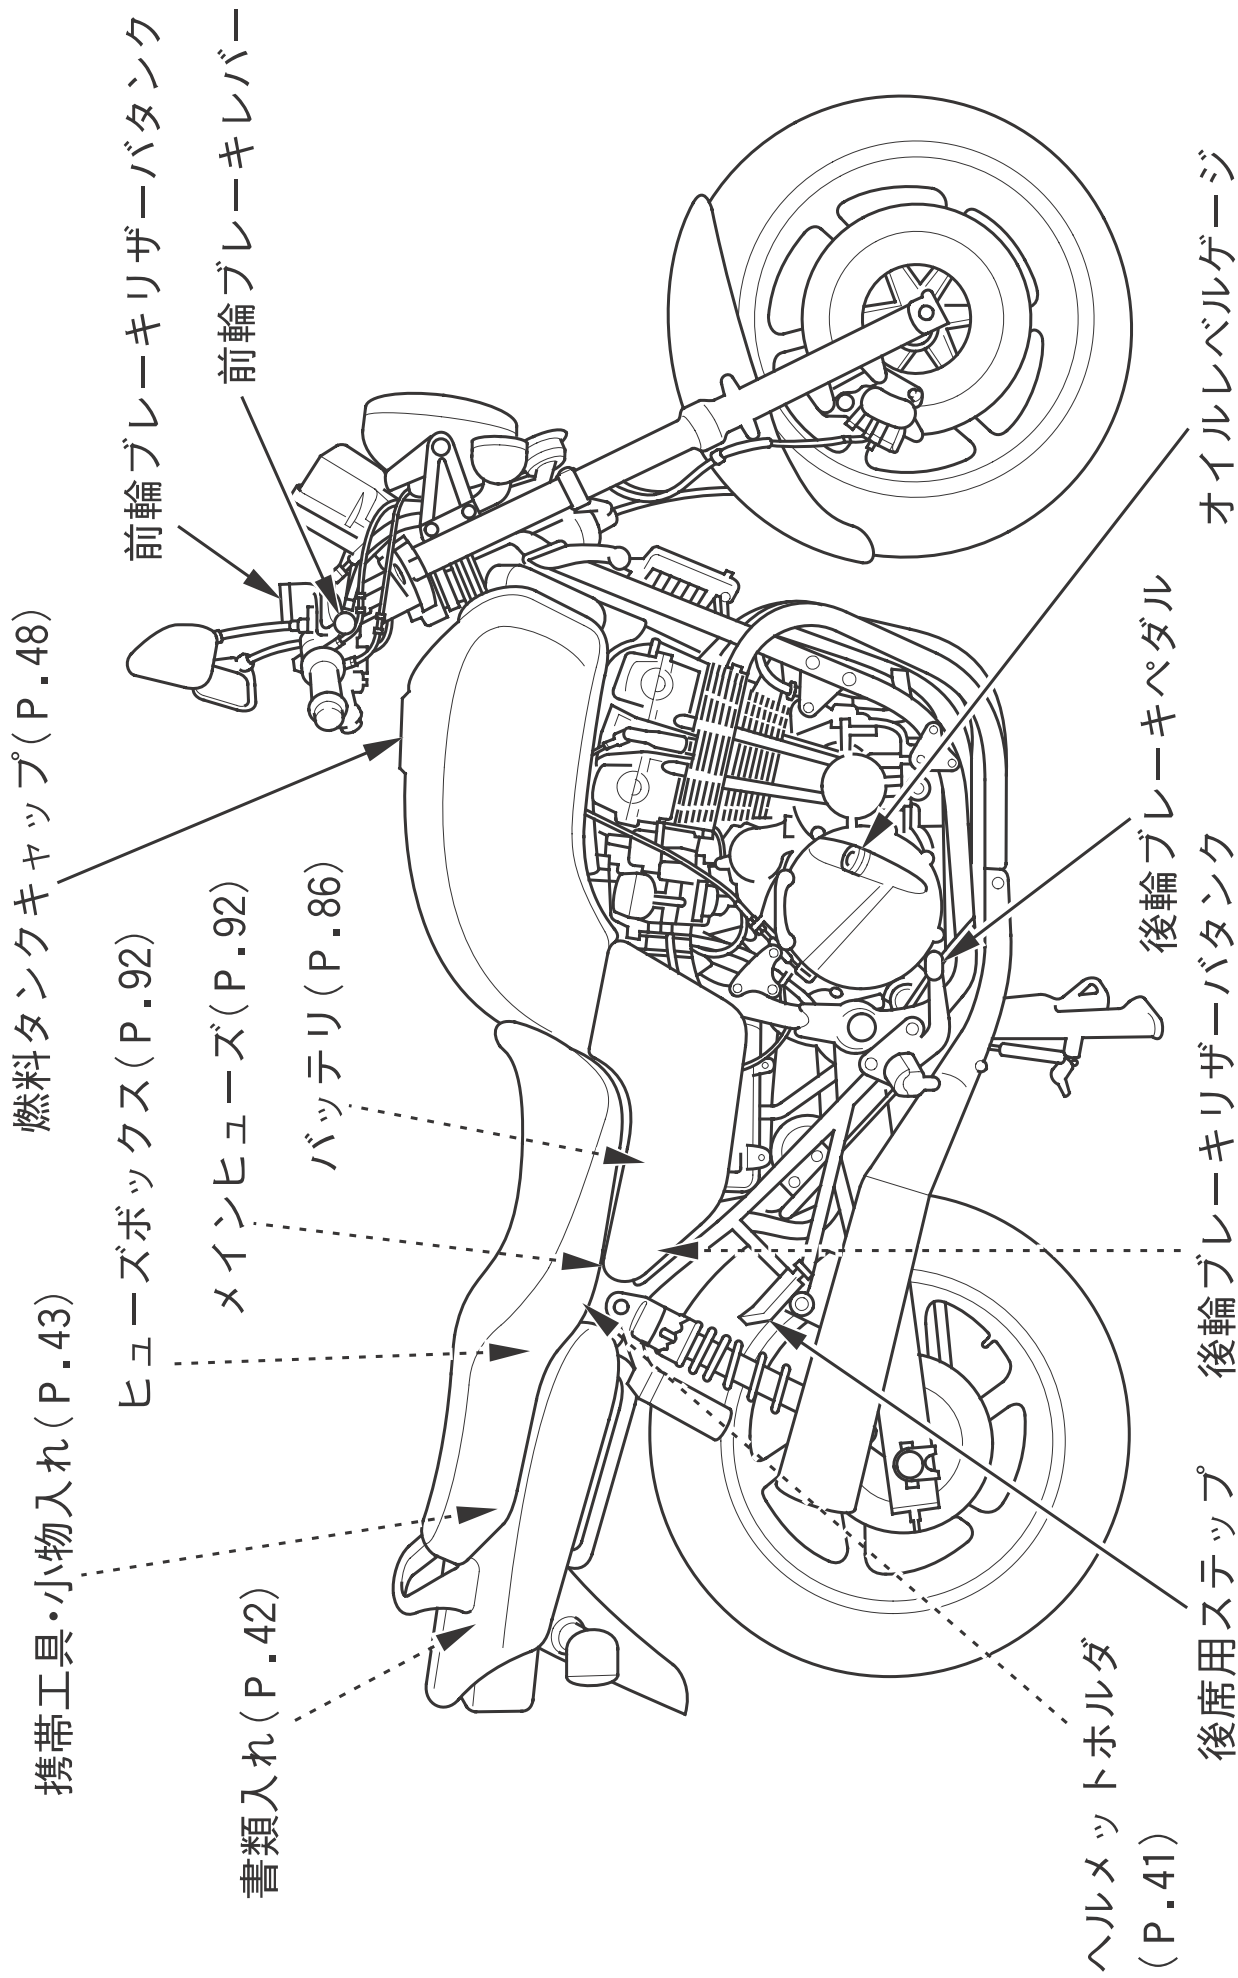 燃料タンクキャップ(P.48)
携帯工具・小物入れ(P.43)
ヒューズボックス(P.92)
前輪ブレーキリザーバタンク
書類入れ(P.42)
メインヒューズ(P.92)
前輪ブレーキレバー
バッテリ(P.86)
ヘルメットホルダ
(P.41)
後輪ブレーキペダル
後席用ステップ
後輪ブレーキリザーバタンク
オイルレベルゲージ